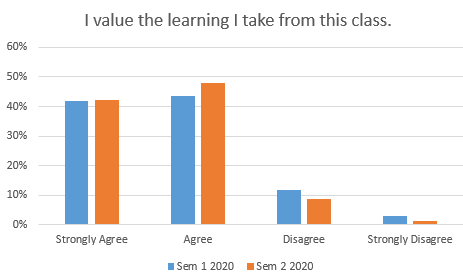 I value the learning I take from this class.
60%
50%
40%
30%
20%
10%
0%
Strongly Agree Agree Disagree Strongly Disagree
Sem 1 2020 Sem 2 2020